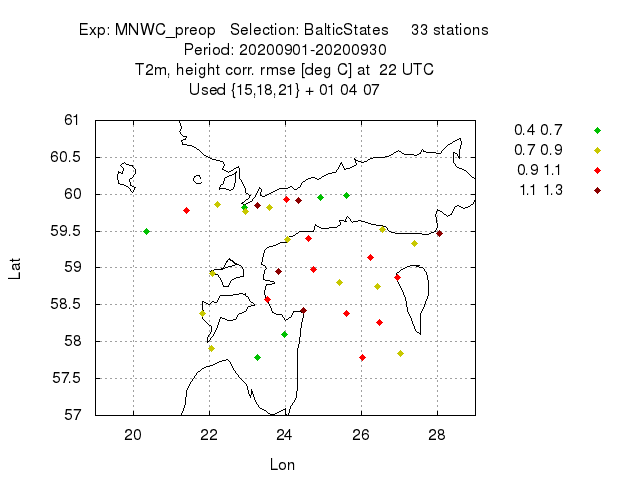 Exp: MNWC_preop   Selection: BalticStates     33 stations
Period: 20200901-20200930
T2m, height corr. rmse [deg C] at  22 UTC
Used {15,18,21} + 01 04 07
0.4 0.7
0.7 0.9
0.9 1.1
1.1 1.3
61
60.5
60
59.5
59
58.5
58
57.5
57
Lat
20 22 24 26 28
Lon